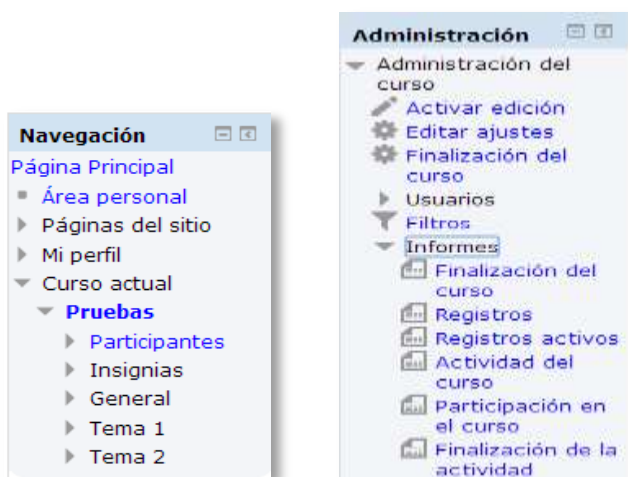 Navegación
Página Principal
Área personal
Páginas del sitio
Mi perfil
Curso actual
Pruebas
Participantes
Insignias
General
Tema 1
Tema 2
Administración
Administración del
curso
Activar edición
Editar ajustes
Finalización del
curso
Usuarios
Filtros
Informes
Finalización del
curso
Registros
Registros activos
Actividad del
curso
Participación en
el curso
Finalización de la
actividad